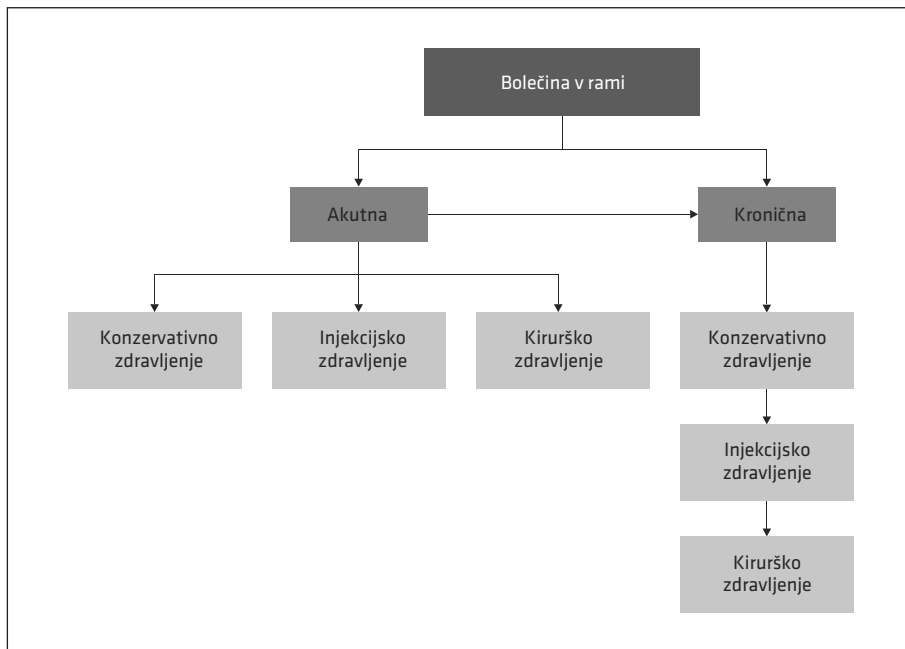 Bolečina v rami
Akutna
Kronična
Konzervativno
zdravljenje
Injekcijsko
zdravljenje
Kirurško
zdravljenje
Konzervativno
zdravljenje
Injekcijsko
zdravljenje
Kirurško
zdravljenje